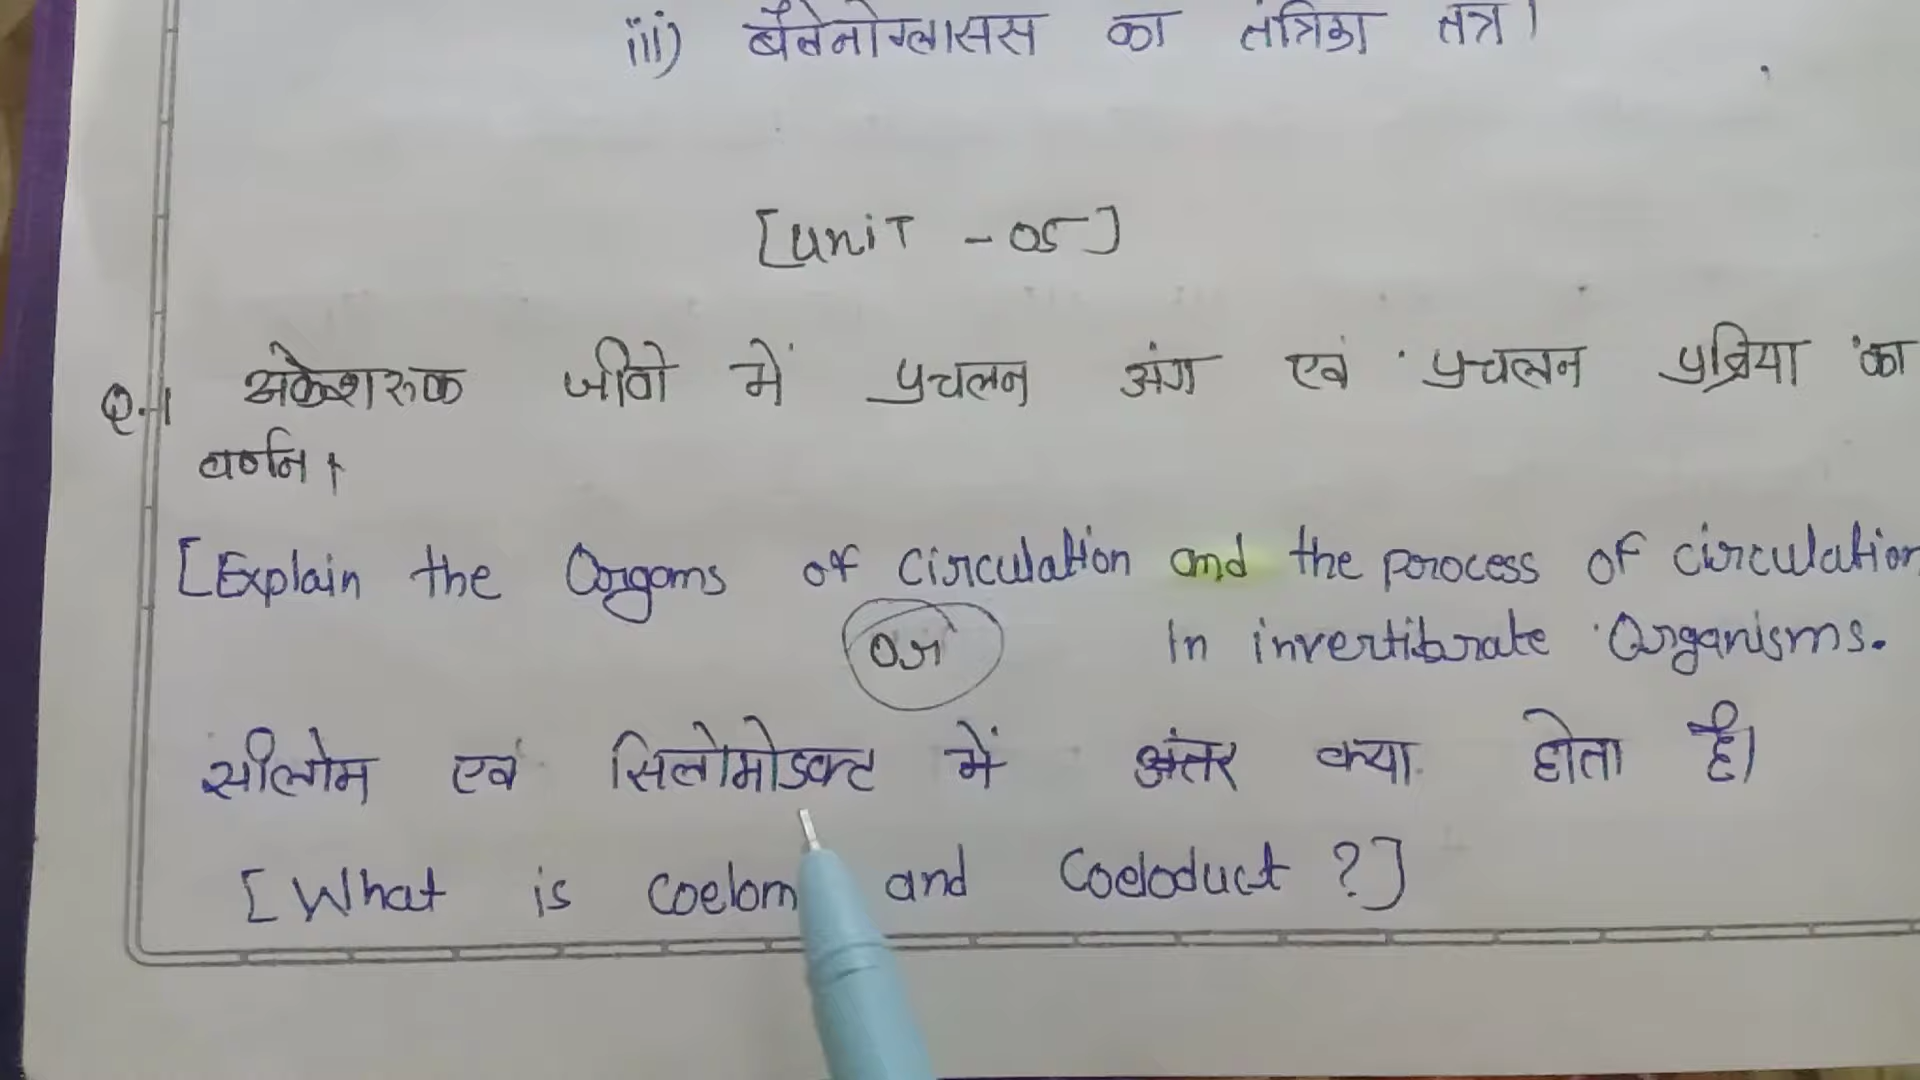 iii) बैलेनोग्लासस का तंत्रिका तंत्र।
[Unit - 05]
Q.1 अकेशरुक जीवो में प्रचलन अंग एवं प्रचलन प्रक्रिया का
वर्णन।
[Explain the Organs of circulation and the process of circulation
In invertibrate Organisms.
Or
सीलोम एवं सिलोमोडक्ट में अंतर क्या होता है।
[What is coelom and Coeloduct ?]